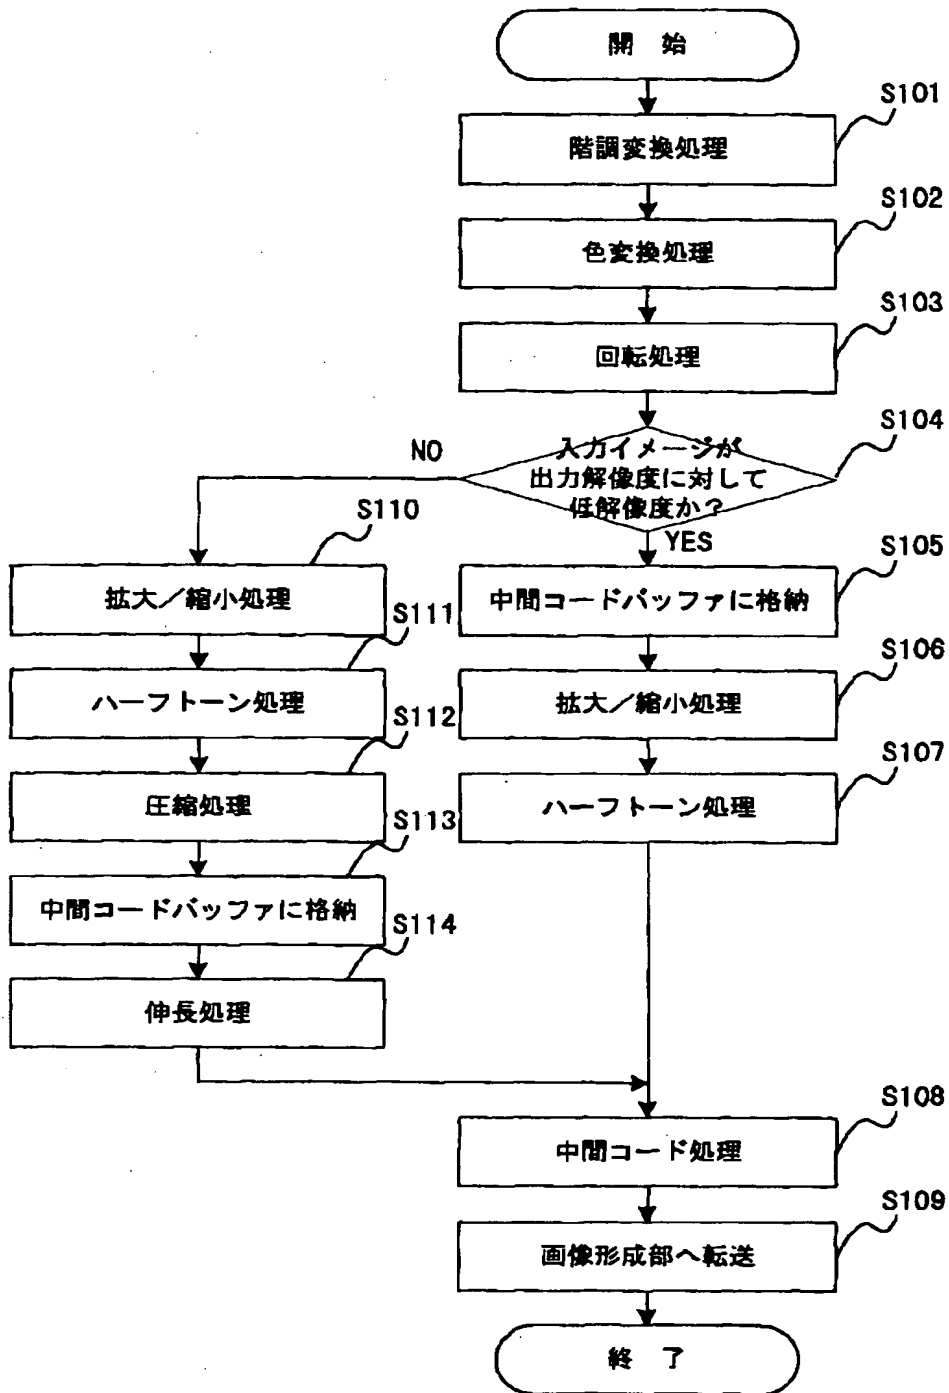 開 始
S101
階調変換処理
S102
色変換処理
S103
回転処理
S104
入力イメージが
出力解像度に対して
低解像度か？
NO
YES
S110
拡大／縮小処理
S111
ハーフトーン処理
S112
圧縮処理
S113
中間コードバッファに格納
S114
伸長処理
S105
中間コードバッファに格納
S106
拡大／縮小処理
S107
ハーフトーン処理
S108
中間コード処理
S109
画像形成部へ転送
終 了